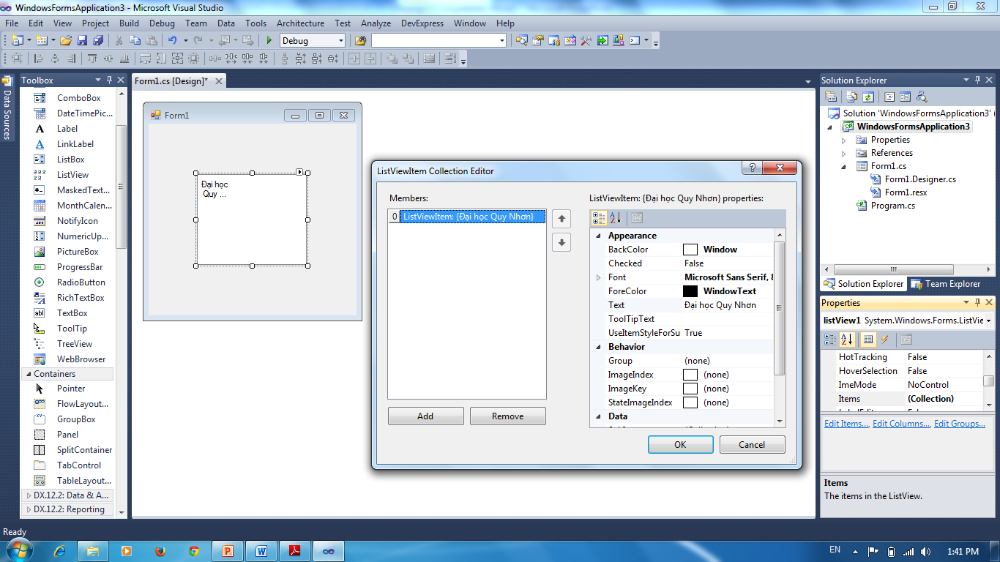 WindowsFormsApplication3 - Microsoft Visual Studio
File Edit View Project Build Debug Team Data Tools Architecture Test Analyze DevExpress Window Help
Debug
Data Sources
Toolbox
ComboBox
DateTimePic...
Label
LinkLabel
ListBox
ListView
MaskedText...
MonthCalen...
NotifyIcon
NumericUp...
PictureBox
ProgressBar
RadioButton
RichTextBox
TextBox
ToolTip
TreeView
WebBrowser
Containers
Pointer
FlowLayout...
GroupBox
Panel
SplitContainer
TabControl
TableLayout...
DX.12.2: Data & A...
DX.12.2: Reporting
Form1.cs [Design]*
Form1
Đại học
Quy ...
ListViewItem Collection Editor
Members:
0 ListViewItem: {Đại học Quy Nhơn}
Add Remove
ListViewItem: {Đại học Quy Nhơn} properties:
Appearance
BackColor Window
Checked False
Font Microsoft Sans Serif, 8
ForeColor WindowText
Text Đại học Quy Nhơn
ToolTipText
UseItemStyleForSu True
Behavior
Group (none)
ImageIndex (none)
ImageKey (none)
StateImageIndex (none)
Data
OK Cancel
Solution Explorer
Solution 'WindowsFormsApplication3' (
WindowsFormsApplication3
Properties
References
Form1.cs
Form1.Designer.cs
Form1.resx
Program.cs
Solution Explorer Team Explorer
Properties
listView1 System.Windows.Forms.ListVie
HotTracking False
HoverSelection False
ImeMode NoControl
Items (Collection)
Edit Items..., Edit Columns..., Edit Groups...
Items
The items in the ListView.
Ready
EN 1:41 PM